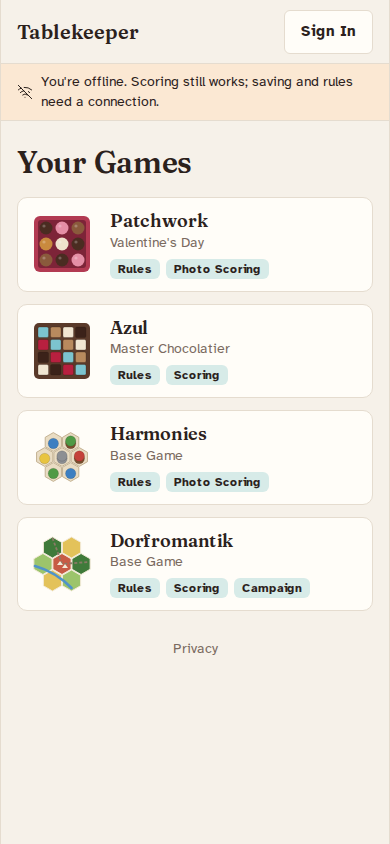 Tablekeeper
Sign In
You're offline. Scoring still works; saving and rules
need a connection.
Your Games
Patchwork
Valentine's Day
Rules Photo Scoring
Azul
Master Chocolatier
Rules Scoring
Harmonies
Base Game
Rules Photo Scoring
Dorfromantik
Base Game
Rules Scoring Campaign
Privacy